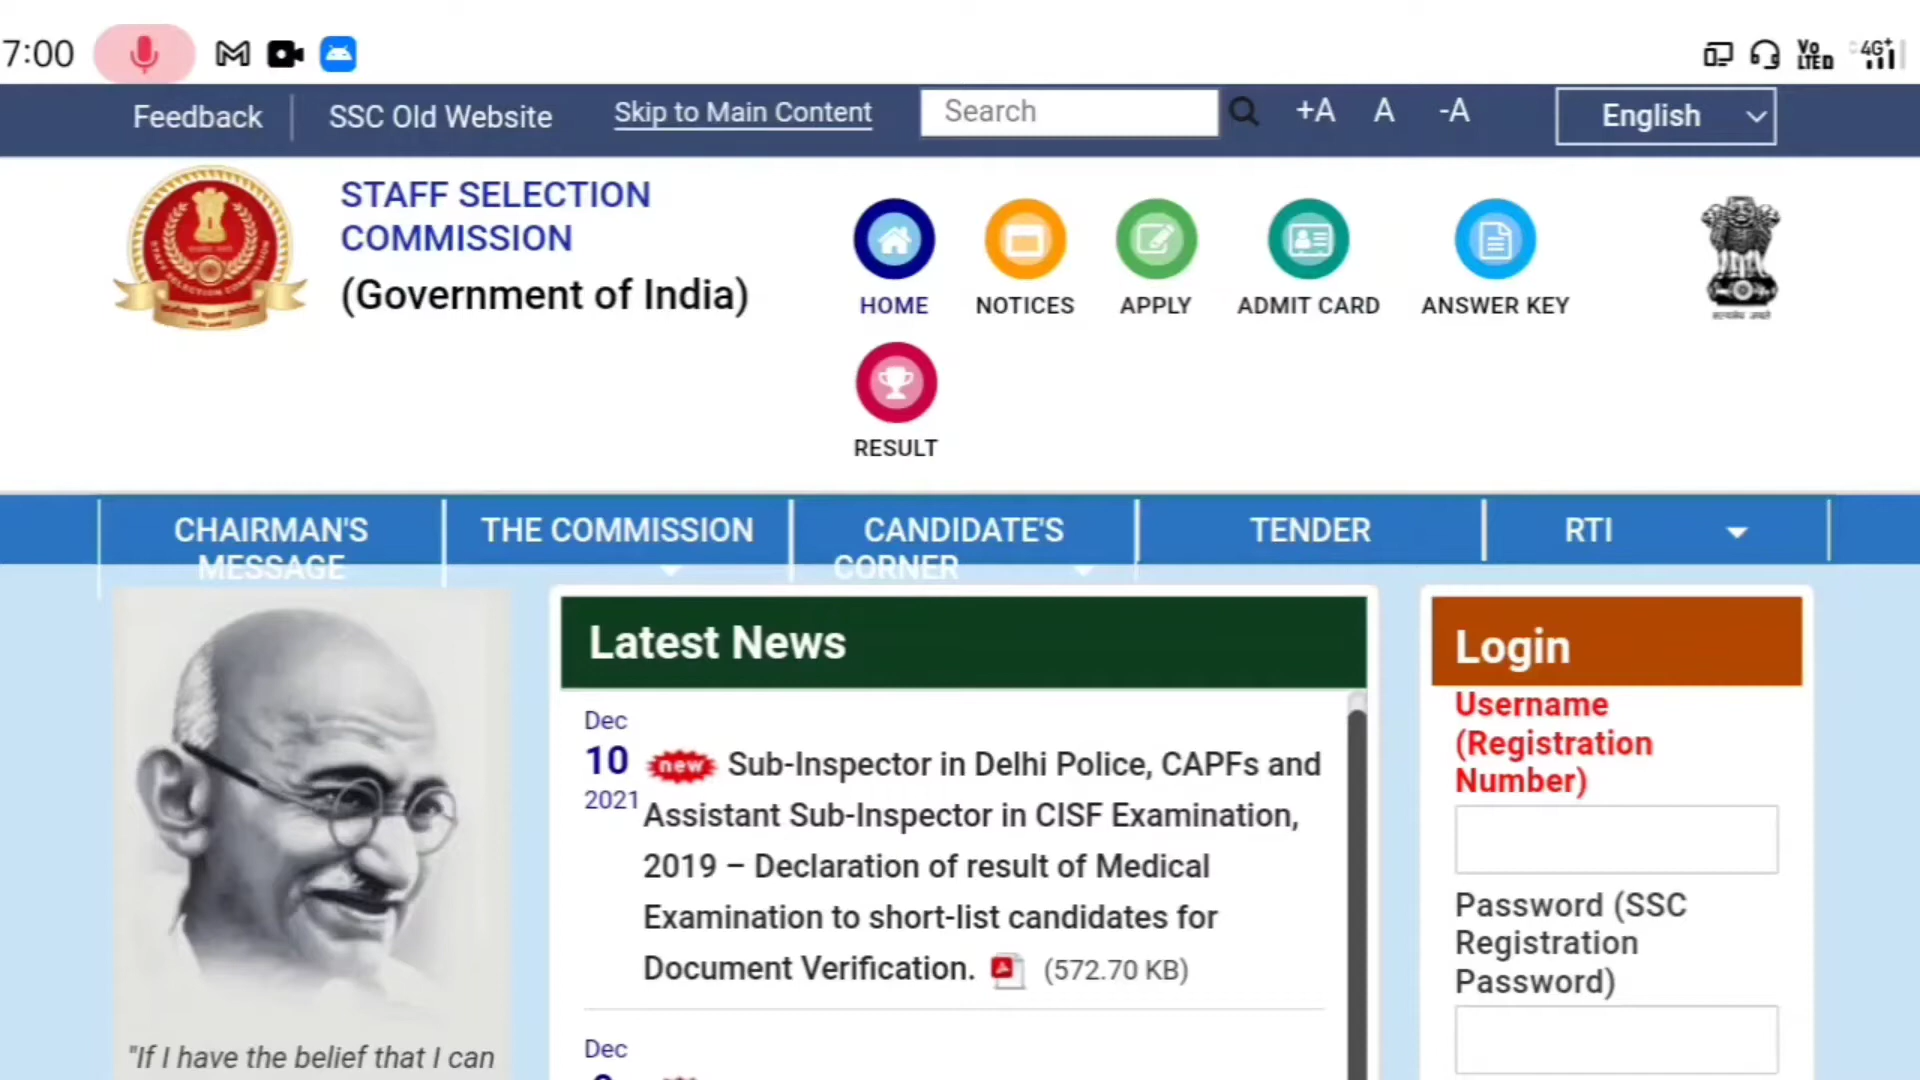 7:00
Vo
LTED
4G+
Feedback
SSC Old Website
Skip to Main Content
Search
+A A -A
English
STAFF SELECTION
COMMISSION
(Government of India)
HOME
NOTICES
APPLY
ADMIT CARD
ANSWER KEY
RESULT
CHAIRMAN'S
MESSAGE
THE COMMISSION
CANDIDATE'S
CORNER
TENDER
RTI
Latest News
Dec
10
2021
new Sub-Inspector in Delhi Police, CAPFs and
Assistant Sub-Inspector in CISF Examination,
2019 – Declaration of result of Medical
Examination to short-list candidates for
Document Verification. (572.70 KB)
Dec
Login
Username
(Registration
Number)
Password (SSC
Registration
Password)
"If I have the belief that I can